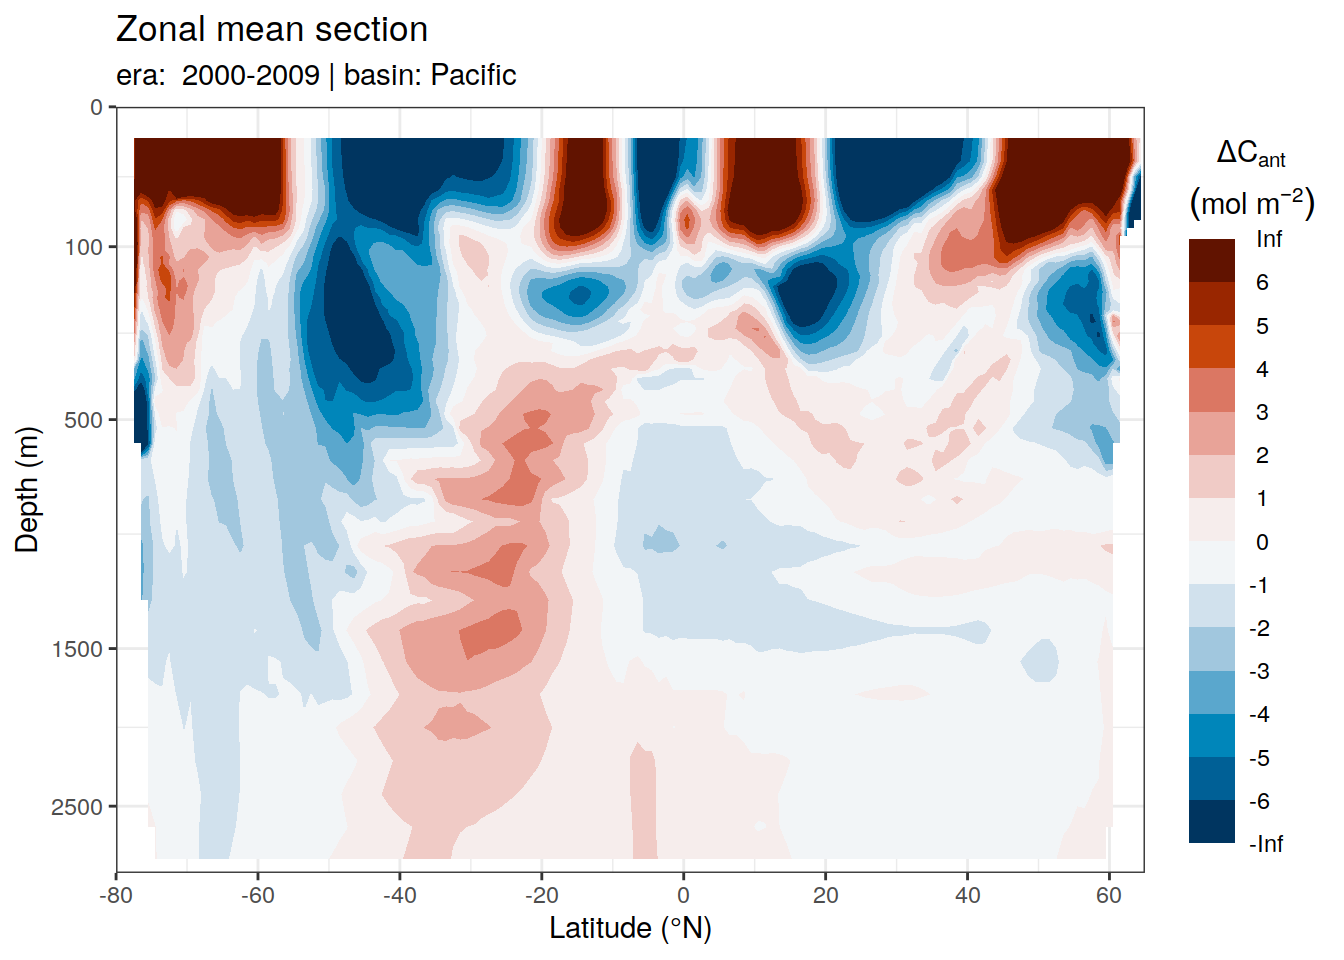 Zonal mean section
era:  2000-2009 | basin: Pacific
ΔCant
(mol m−2)
Inf
6
5
4
3
2
1
0
-1
-2
-3
-4
-5
-6
-Inf
0
100
500
1500
2500
Depth (m)
-80 -60 -40 -20 0 20 40 60
Latitude (°N)